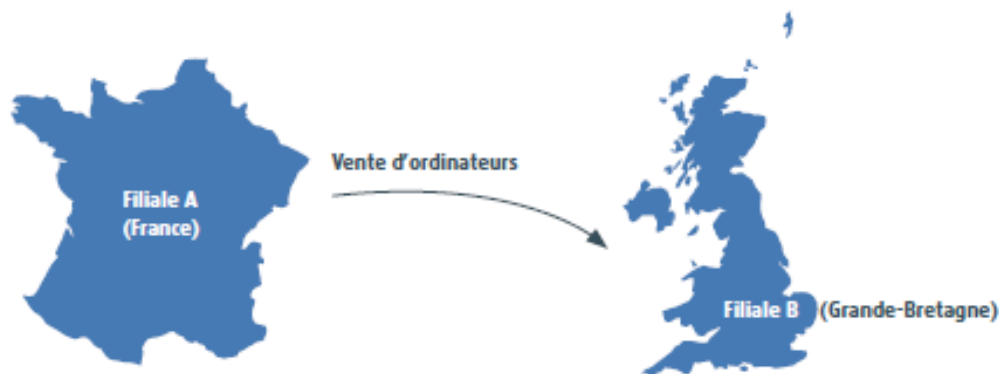 Vente d'ordinateurs
Filiale A
(France)
Filiale B (Grande-Bretagne)